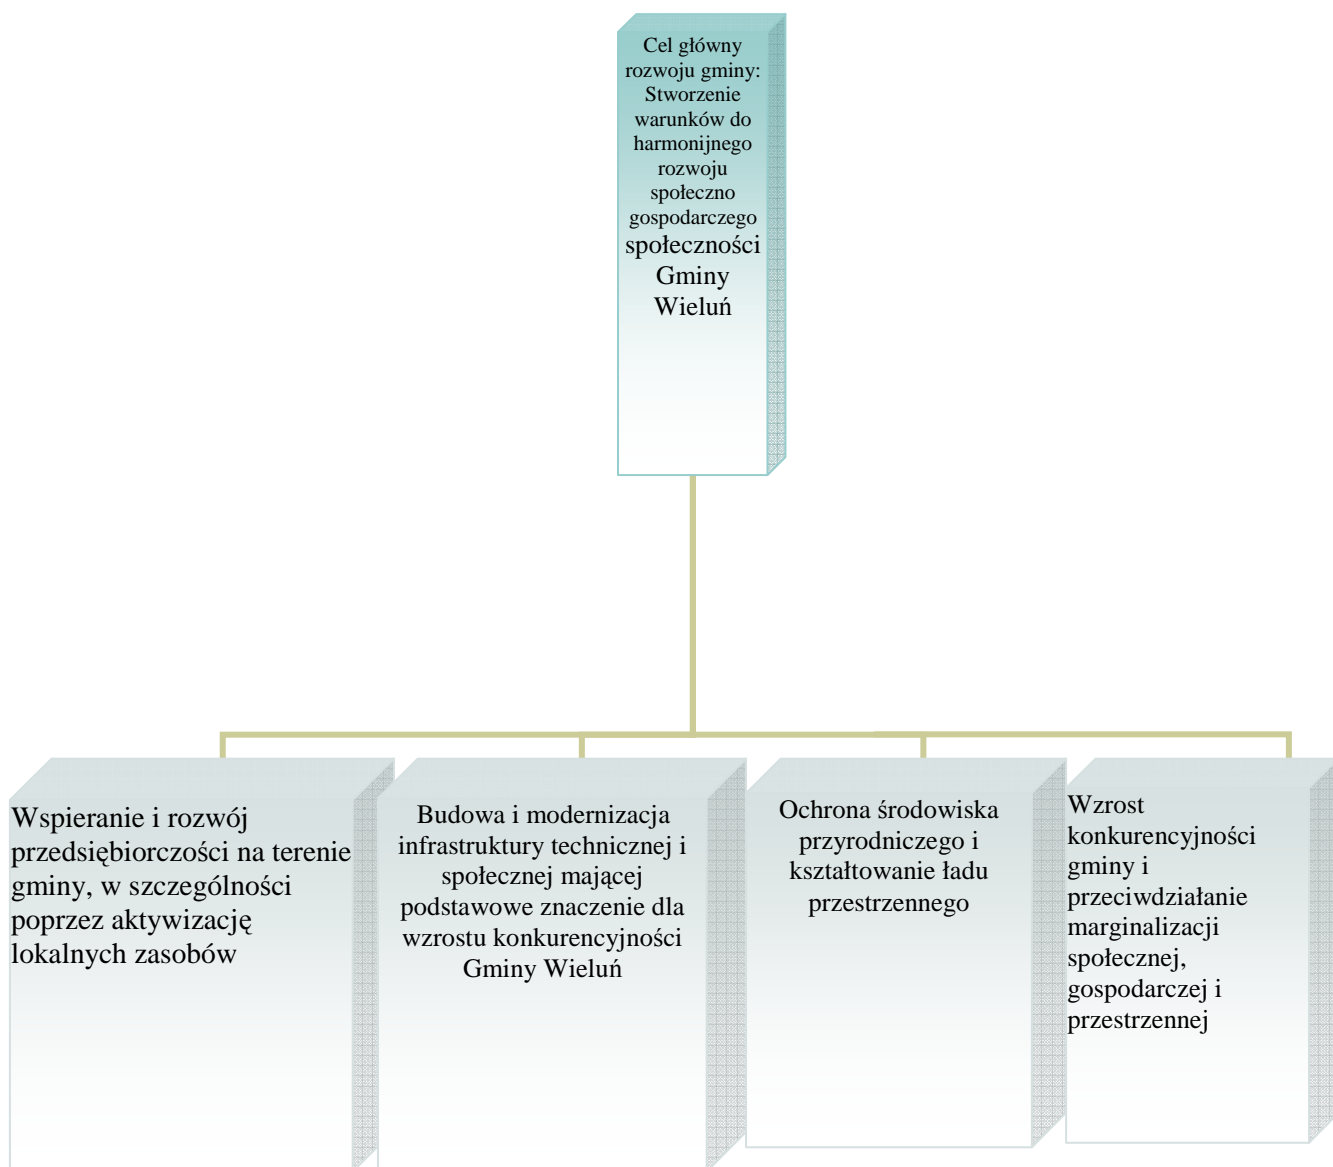 Cel główny
rozwoju gminy:
Stworzenie
warunków do
harmonijnego
rozwoju
społeczno
gospodarczego
społeczności
Gminy
Wieluń
Wspieranie i rozwój
przedsiębiorczości na terenie
gminy, w szczególności
poprzez aktywizację
lokalnych zasobów
Budowa i modernizacja
infrastruktury technicznej i
społecznej mającej
podstawowe znaczenie dla
wzrostu konkurencyjności
Gminy Wieluń
Ochrona środowiska
przyrodniczego i
kształtowanie ładu
przestrzennego
Wzrost
konkurencyjności
gminy i
przeciwdziałanie
marginalizacji
społecznej,
gospodarczej i
przestrzennej